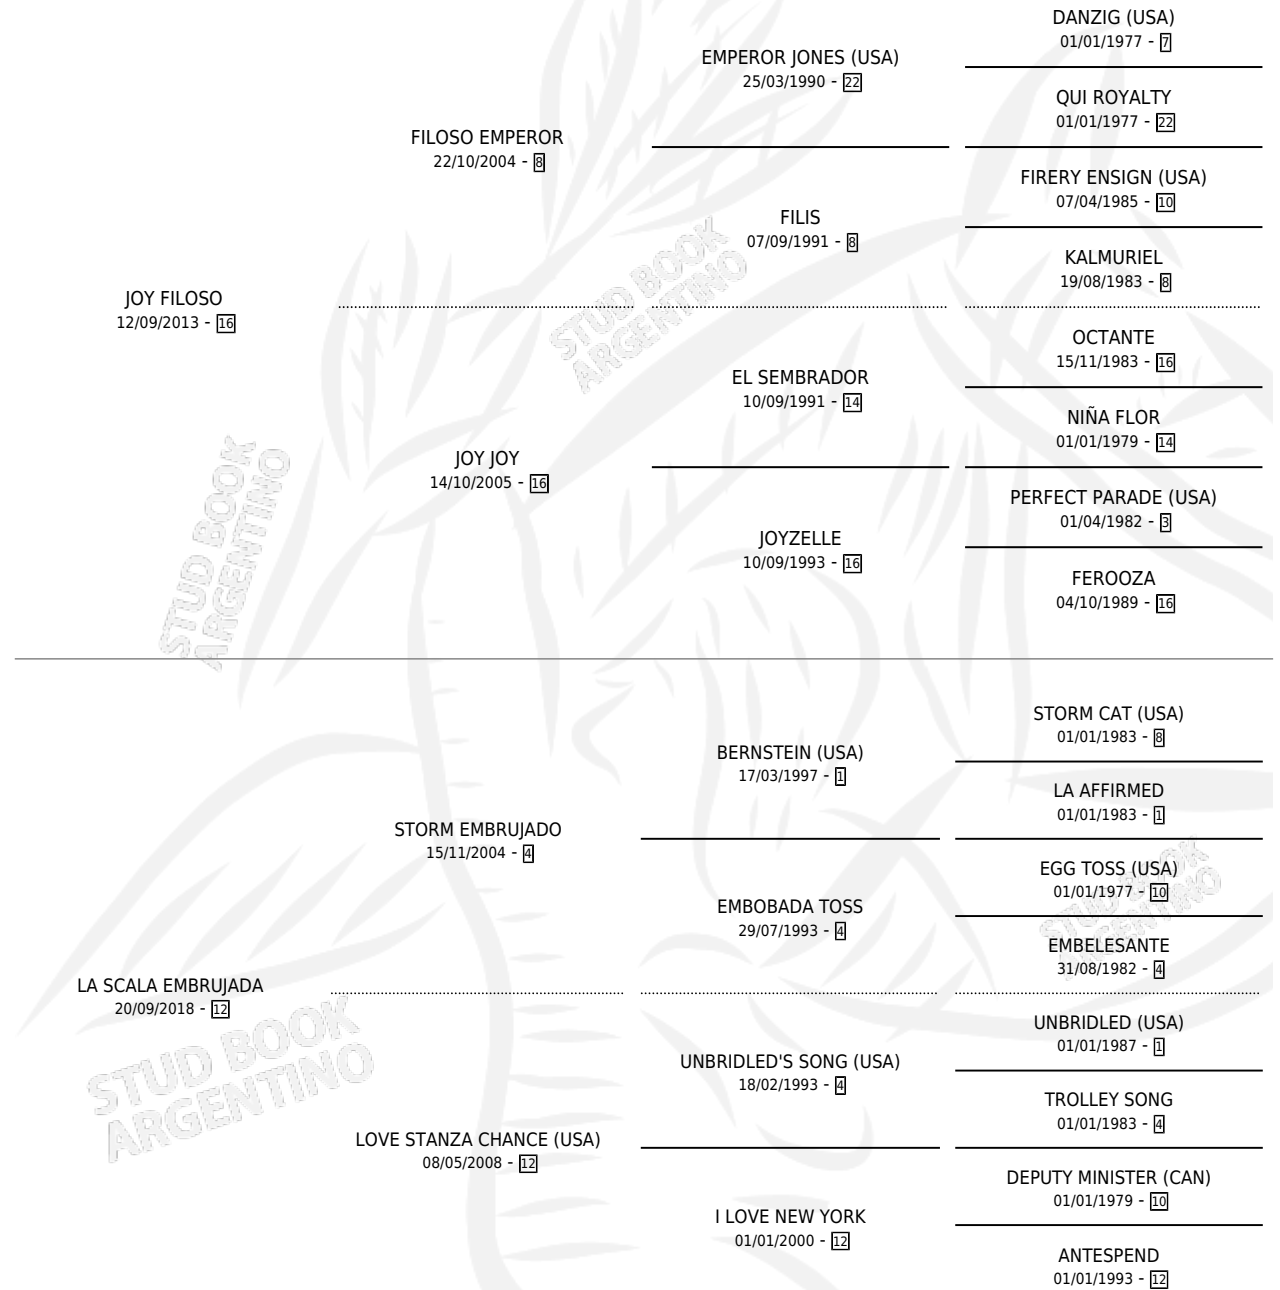 DANZIG (USA)
01/01/1977 - 7
EMPEROR JONES (USA)
25/03/1990 - 22
QUI ROYALTY
01/01/1977 - 22
FILOSO EMPEROR
22/10/2004 - 8
FIRERY ENSIGN (USA)
07/04/1985 - 10
FILIS
07/09/1991 - 8
KALMURIEL
19/08/1983 - 8
JOY FILOSO
12/09/2013 - 16
STUD BOOK
ARGENTINO
OCTANTE
15/11/1983 - 16
EL SEMBRADOR
10/09/1991 - 14
NIÑA FLOR
01/01/1979 - 14
JOY JOY
14/10/2005 - 16
PERFECT PARADE (USA)
01/04/1982 - 3
JOYZELLE
10/09/1993 - 16
FEROOZA
04/10/1989 - 16
STUD BOOK
ARGENTINO
STORM CAT (USA)
01/01/1983 - 8
BERNSTEIN (USA)
17/03/1997 - 1
LA AFFIRMED
01/01/1983 - 1
STORM EMBRUJADO
15/11/2004 - 4
EGG TOSS (USA)
01/01/1977 - 10
EMBOBADA TOSS
29/07/1993 - 4
EMBELESANTE
31/08/1982 - 4
STUD BOOK
ARGENTINO
LA SCALA EMBRUJADA
20/09/2018 - 12
STUD BOOK
ARGENTINO
UNBRIDLED (USA)
01/01/1987 - 1
UNBRIDLED'S SONG (USA)
18/02/1993 - 4
TROLLEY SONG
01/01/1983 - 4
LOVE STANZA CHANCE (USA)
08/05/2008 - 12
DEPUTY MINISTER (CAN)
01/01/1979 - 10
I LOVE NEW YORK
01/01/2000 - 12
ANTESPEND
01/01/1993 - 12